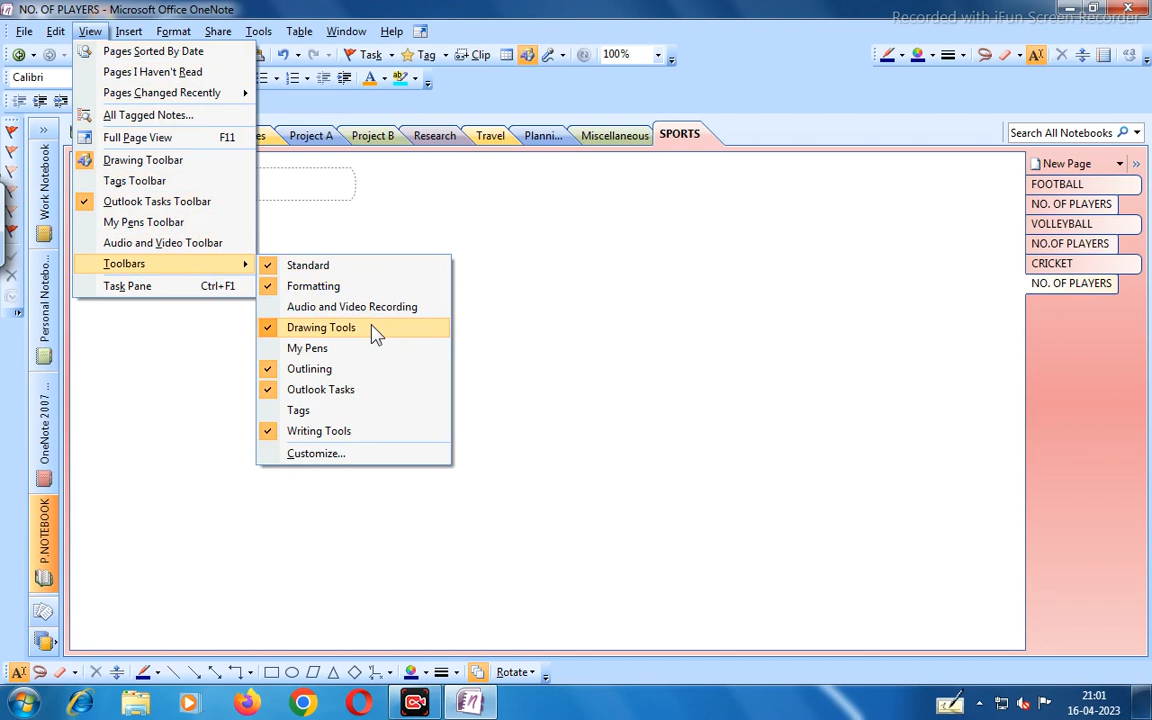 NO. OF PLAYERS - Microsoft Office OneNote
Recorded with iFun Screen Recorder
File Edit View Insert Format Share Tools Table Window Help
Task Tag Clip 100%
Calibri
Pages Sorted By Date
Pages I Haven't Read
Pages Changed Recently
All Tagged Notes...
Full Page View F11
Drawing Toolbar
Tags Toolbar
Outlook Tasks Toolbar
My Pens Toolbar
Audio and Video Toolbar
Toolbars
Task Pane Ctrl+F1
Standard
Formatting
Audio and Video Recording
Drawing Tools
My Pens
Outlining
Outlook Tasks
Tags
Writing Tools
Customize...
Project A Project B Research Travel Planni... Miscellaneous SPORTS
Search All Notebooks
New Page
FOOTBALL
NO. OF PLAYERS
VOLLEYBALL
NO.OF PLAYERS
CRICKET
NO. OF PLAYERS
Work Notebook
Personal Notebo...
OneNote 2007 ...
P.NOTEBOOK
Rotate
21:01
16-04-2023